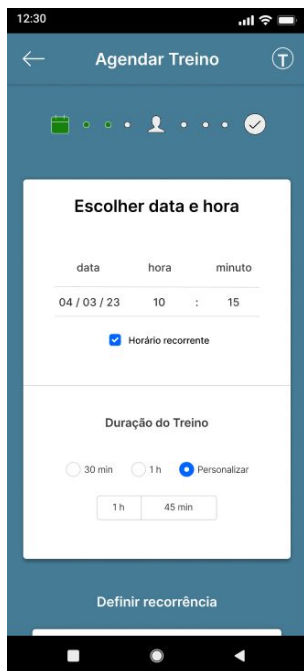 12:30
Agendar Treino T
Escolher data e hora
data hora minuto
04 / 03 / 23 10 : 15
Horário recorrente
Duração do Treino
30 min 1 h Personalizar
1 h 45 min
Definir recorrência